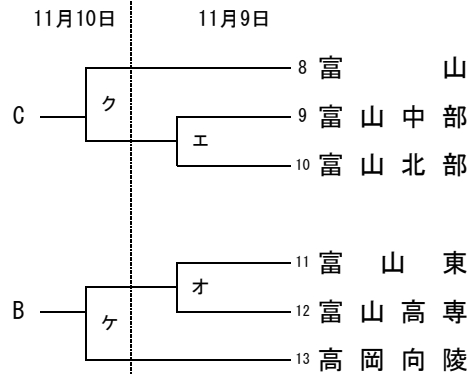 11月10日 11月9日
8 富山
ク
C 9 富山中部
エ
10 富山北部
11 富山東
オ
B 12 富山高専
ケ
13 高岡向陵